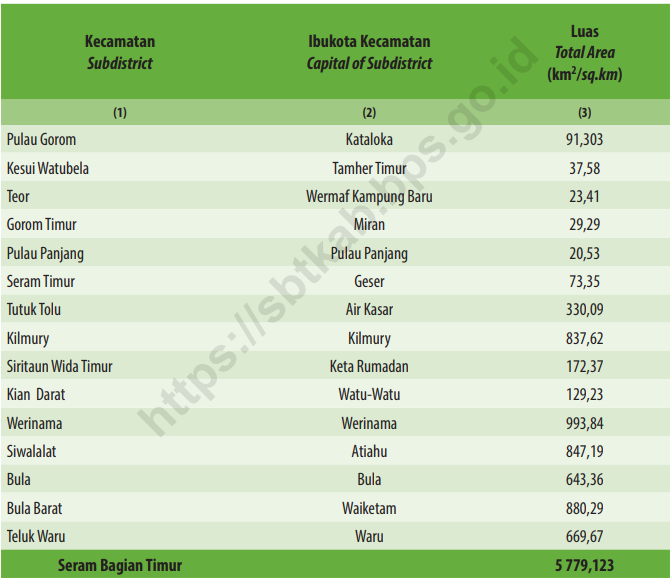 Kecamatan Ibukota Kecamatan Luas
Subdistrict Capital of Subdistrict Total Area
(km²/sq.km)
(1) (2) (3)
Pulau Gorom Kataloka 91,303
Kesui Watubela Tamher Timur 37,58
Teor Wermaf Kampung Baru 23,41
Gorom Timur Miran 29,29
Pulau Panjang Pulau Panjang 20,53
Seram Timur Geser 73,35
Tutuk Tolu Air Kasar 330,09
Kilmury Kilmury 837,62
Siritaun Wida Timur Keta Rumadan 172,37
Kian Darat Watu-Watu 129,23
Werinama Werinama 993,84
Siwalalat Atiahu 847,19
Bula Bula 643,36
Bula Barat Waiketam 880,29
Teluk Waru Waru 669,67
Seram Bagian Timur 5 779,123
https://sbtkab.bps.go.id